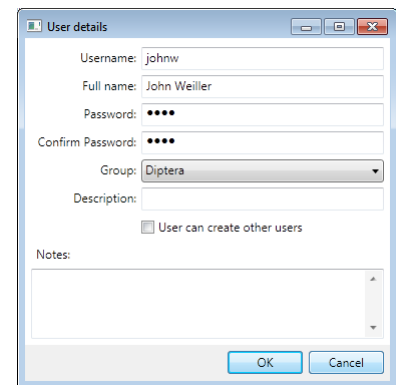 User details
Username: johnw
Full name: John Weiller
Password: ••••
Confirm Password: ••••
Group: Diptera
Description:
User can create other users
Notes:
OK Cancel